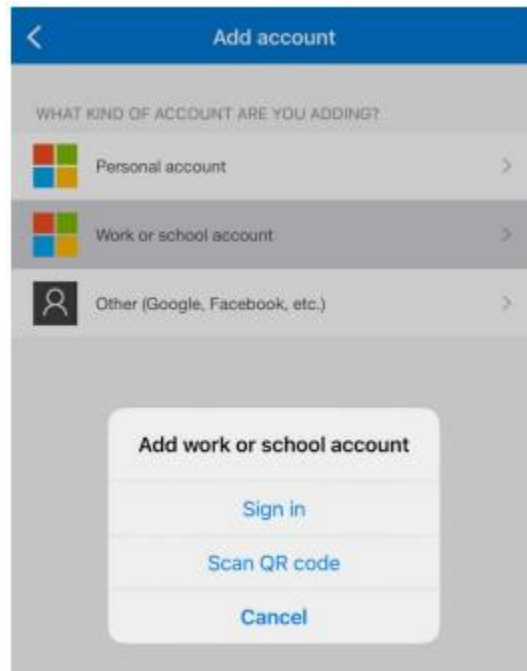 Add account
WHAT KIND OF ACCOUNT ARE YOU ADDING?
Personal account
Work or school account
Other (Google, Facebook, etc.)
Add work or school account
Sign in
Scan QR code
Cancel